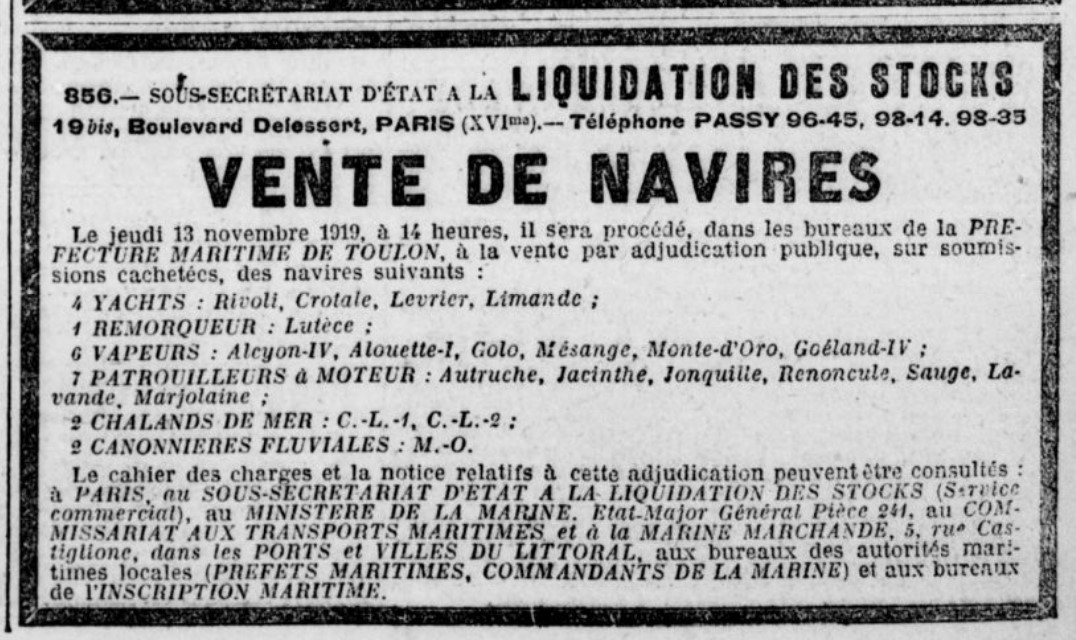 856.— SOUS-SECRÉTARIAT D'ÉTAT A LA LIQUIDATION DES STOCKS
19 bis, Boulevard Delessert, PARIS (XVIme).— Téléphone PASSY 96-45, 98-14. 98-35
VENTE DE NAVIRES
Le jeudi 13 novembre 1919, à 14 heures, il sera procédé, dans les bureaux de la PRE-
FECTURE MARITIME DE TOULON, à la vente par adjudication publique, sur soumis-
sions cachetées, des navires suivants :
4 YACHTS : Rivoli, Crotale, Levrier, Limande ;
1 REMORQUEUR : Lutèce ;
6 VAPEURS : Alcyon-IV, Alouette-I, Golo, Mésange, Monte-d'Oro, Goéland-IV ;
7 PATROUILLEURS à MOTEUR : Autruche, Jacinthe, Jonquille, Renoncule, Sauge, La-
vande, Marjolaine ;
2 CHALANDS DE MER : C.-L.-1, C.-L.-2 ;
2 CANONNIERES FLUVIALES : M.-O.
Le cahier des charges et la notice relatifs à cette adjudication peuvent être consultés :
à PARIS, au SOUS-SECRETARIAT D'ETAT A LA LIQUIDATION DES STOCKS (Service
commercial), au MINISTERE DE LA MARINE, Etat-Major Général Pièce 241, au COM-
MISSARIAT AUX TRANSPORTS MARITIMES et à la MARINE MARCHANDE, 5, rue Cas-
tiglione, dans les PORTS et VILLES DU LITTORAL, aux bureaux des autorités mari-
times locales (PREFETS MARITIMES, COMMANDANTS DE LA MARINE) et aux bureaux
de l'INSCRIPTION MARITIME.